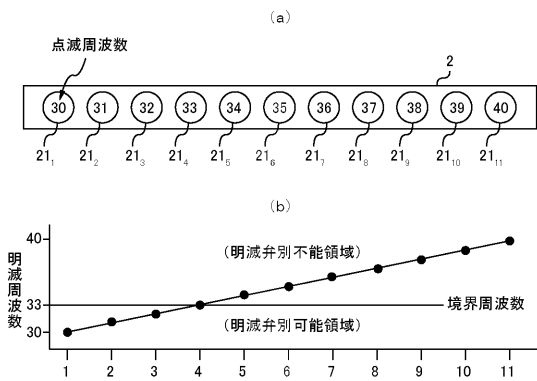 (a)
点滅周波数
2
30 31 32 33 34 35 36 37 38 39 40
21₁ 21₂ 21₃ 21₄ 21₅ 21₆ 21₇ 21₈ 21₉ 21₁₀ 21₁₁
(b)
明滅周波数
40
(明滅弁別不能領域)
33
境界周波数
(明滅弁別可能領域)
30
1 2 3 4 5 6 7 8 9 10 11